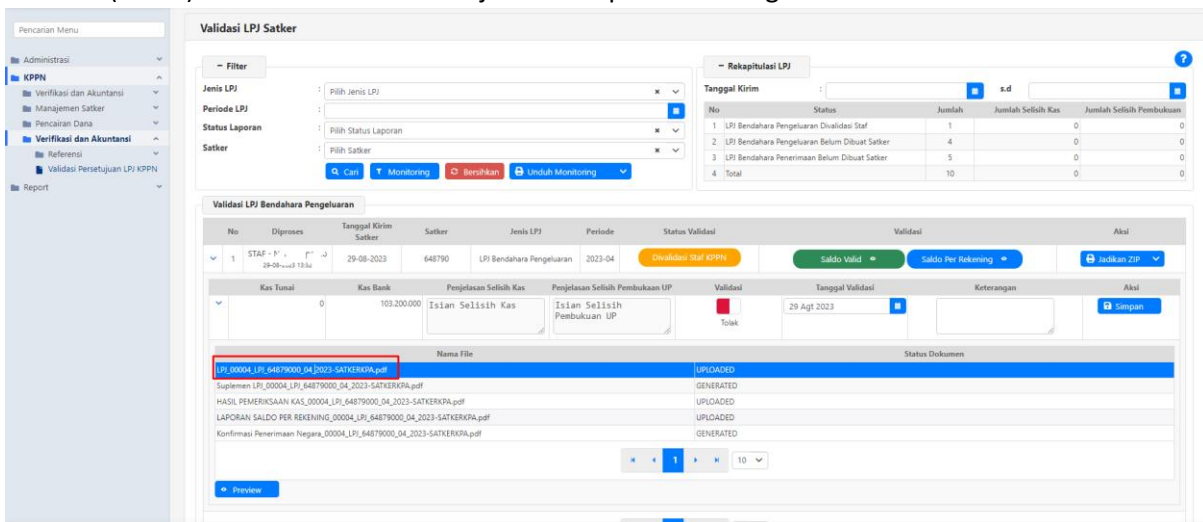 Pencarian Menu
Administrasi
KPPN
Verifikasi dan Akuntansi
Manajemen Satker
Pencairan Dana
Verifikasi dan Akuntansi
Referensi
Validasi Persetujuan LPJ KPPN
Report
Validasi LPJ Satker
− Filter
Jenis LPJ : Pilih Jenis LPJ
Periode LPJ :
Status Laporan : Pilih Status Laporan
Satker : Pilih Satker
Cari Monitoring Bersihkan Unduh Monitoring
− Rekapitulasi LPJ
?
Tanggal Kirim : s.d
No Status Jumlah Jumlah Selisih Kas Jumlah Selisih Pembukuan
1 LPJ Bendahara Pengeluaran Divalidasi Staf 1 0 0
2 LPJ Bendahara Pengeluaran Belum Dibuat Satker 4 0 0
3 LPJ Bendahara Penerimaan Belum Dibuat Satker 5 0 0
4 Total 10 0 0
Validasi LPJ Bendahara Pengeluaran
No Diproses Tanggal Kirim Satker Satker Jenis LPJ Periode Status Validasi Validasi Aksi
1 STAF - 29-08-2023 648790 LPJ Bendahara Pengeluaran 2023-04 Divalidasi Staf KPPN Saldo Valid Saldo Per Rekening Jadikan ZIP
Kas Tunai Kas Bank Penjelasan Selisih Kas Penjelasan Selisih Pembukaan UP Validasi Tanggal Validasi Keterangan Aksi
0 103.200.000 Isian Selisih Kas Isian Selisih Pembukuan UP Tolak 29 Agt 2023 Simpan
Nama File Status Dokumen
LPJ_00004_LPJ_64879000_04_2023-SATKERKPA.pdf UPLOADED
Suplemen LPJ_00004_LPJ_64879000_04_2023-SATKERKPA.pdf GENERATED
HASIL PEMERIKSAAN KAS_00004_LPJ_64879000_04_2023-SATKERKPA.pdf UPLOADED
LAPORAN SALDO PER REKENING_00004_LPJ_64879000_04_2023-SATKERKPA.pdf UPLOADED
Konfirmasi Penerimaan Negara_00004_LPJ_64879000_04_2023-SATKERKPA.pdf GENERATED
1 10
Preview